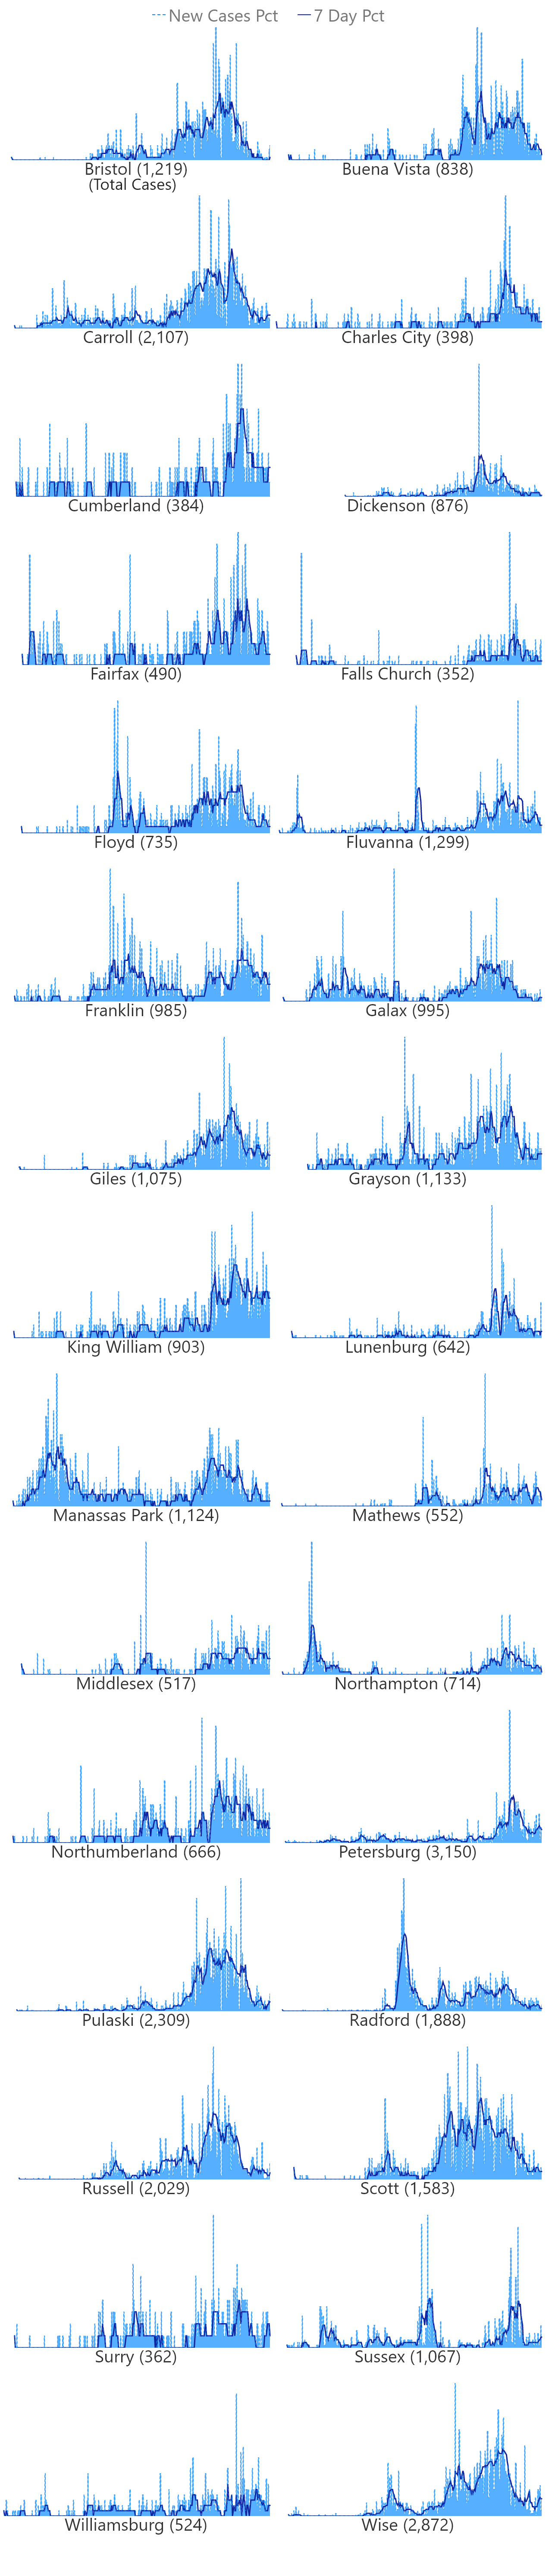 New Cases Pct 7 Day Pct
Bristol (1,219) Buena Vista (838)
(Total Cases)
Carroll (2,107) Charles City (398)
Cumberland (384) Dickenson (876)
Fairfax (490) Falls Church (352)
Floyd (735) Fluvanna (1,299)
Franklin (985) Galax (995)
Giles (1,075) Grayson (1,133)
King William (903) Lunenburg (642)
Manassas Park (1,124) Mathews (552)
Middlesex (517) Northampton (714)
Northumberland (666) Petersburg (3,150)
Pulaski (2,309) Radford (1,888)
Russell (2,029) Scott (1,583)
Surry (362) Sussex (1,067)
Williamsburg (524) Wise (2,872)